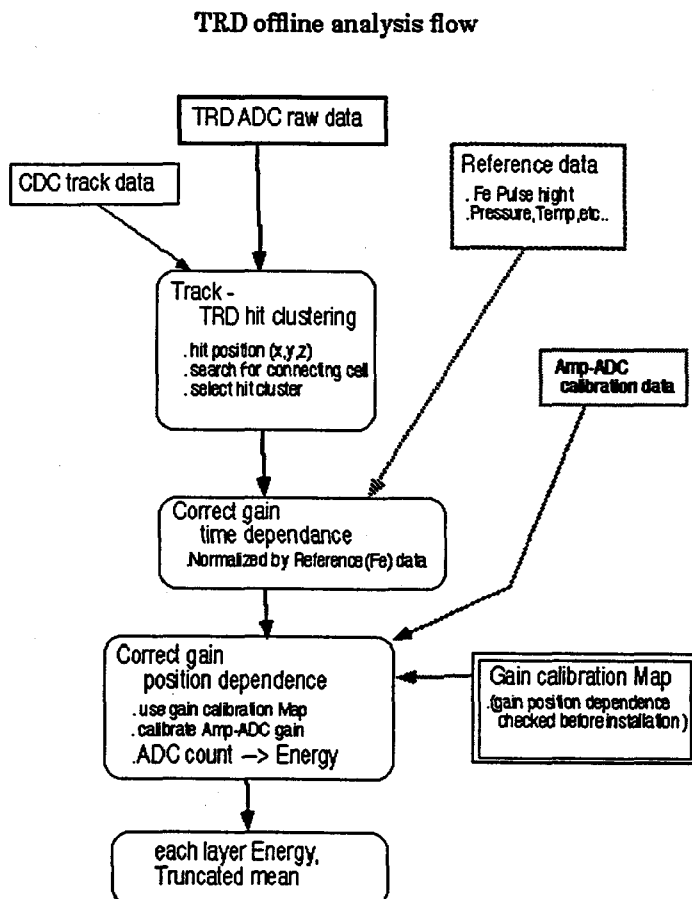 TRD offline analysis flow
TRD ADC raw data
CDC track data
Reference data
. Fe Pulse hight
.Pressure,Temp,etc..
Track -
TRD hit clustering
.hit position (x,y,z)
.search for connecting cell
.select hit cluster
Amp-ADC
calibration data
Correct gain
time dependance
.Normalized by Reference(Fe) data
Correct gain
position dependence
.use gain calibration Map
.calibrate Amp-ADC gain
.ADC count —> Energy
Gain calibration Map
.(gain position dependence
checked before installation)
each layer Energy,
Truncated mean